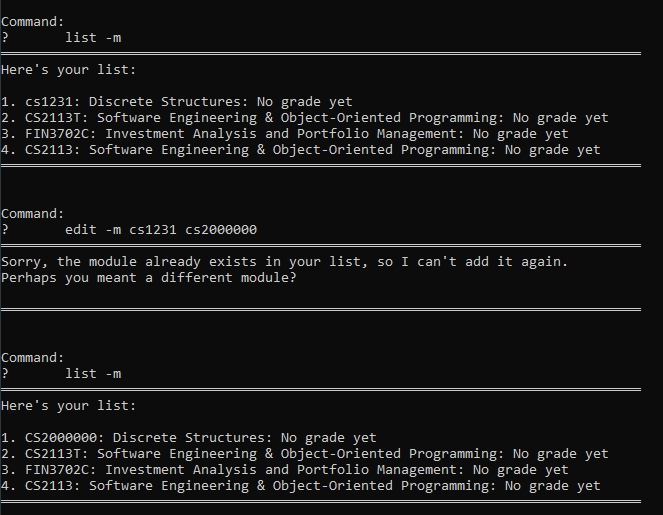 Command:
?       list -m
Here's your list:
1. cs1231: Discrete Structures: No grade yet
2. CS2113T: Software Engineering & Object-Oriented Programming: No grade yet
3. FIN3702C: Investment Analysis and Portfolio Management: No grade yet
4. CS2113: Software Engineering & Object-Oriented Programming: No grade yet
Command:
?       edit -m cs1231 cs2000000
Sorry, the module already exists in your list, so I can't add it again.
Perhaps you meant a different module?
Command:
?       list -m
Here's your list:
1. CS2000000: Discrete Structures: No grade yet
2. CS2113T: Software Engineering & Object-Oriented Programming: No grade yet
3. FIN3702C: Investment Analysis and Portfolio Management: No grade yet
4. CS2113: Software Engineering & Object-Oriented Programming: No grade yet